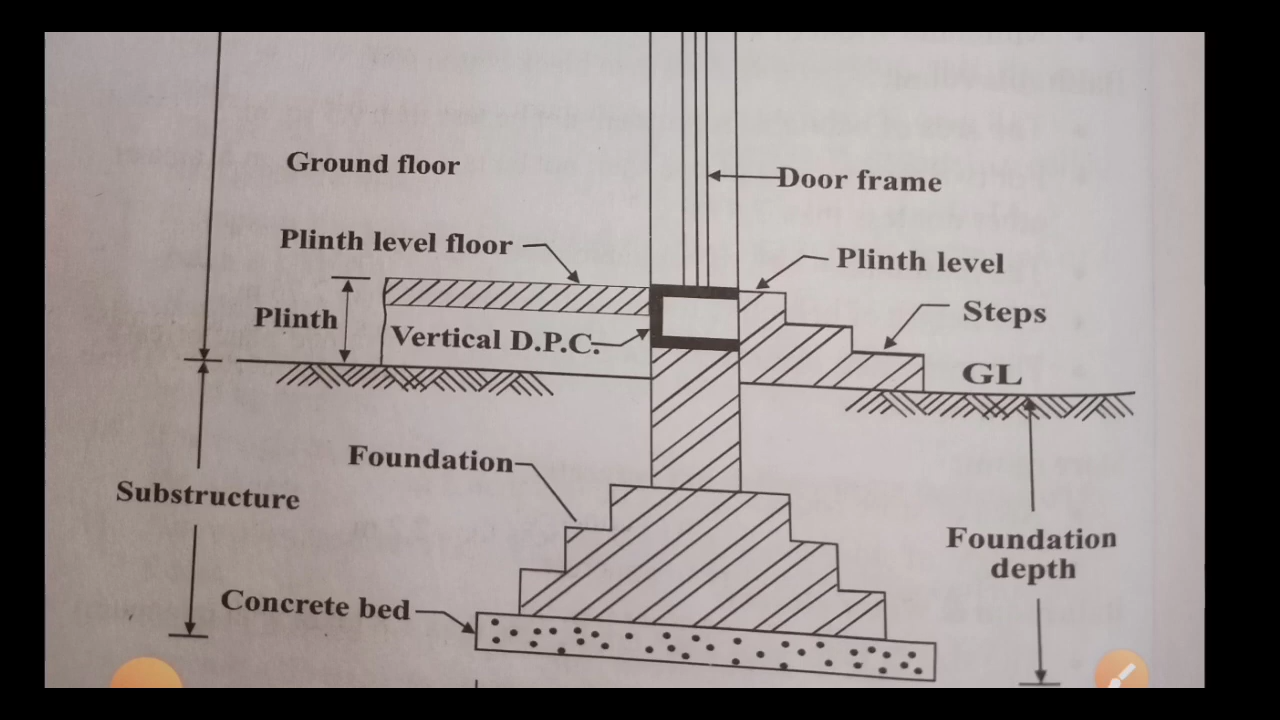 Ground floor
Door frame
Plinth level floor
Plinth level
Plinth
Steps
Vertical D.P.C.
GL
Foundation
Substructure
Foundation
depth
Concrete bed